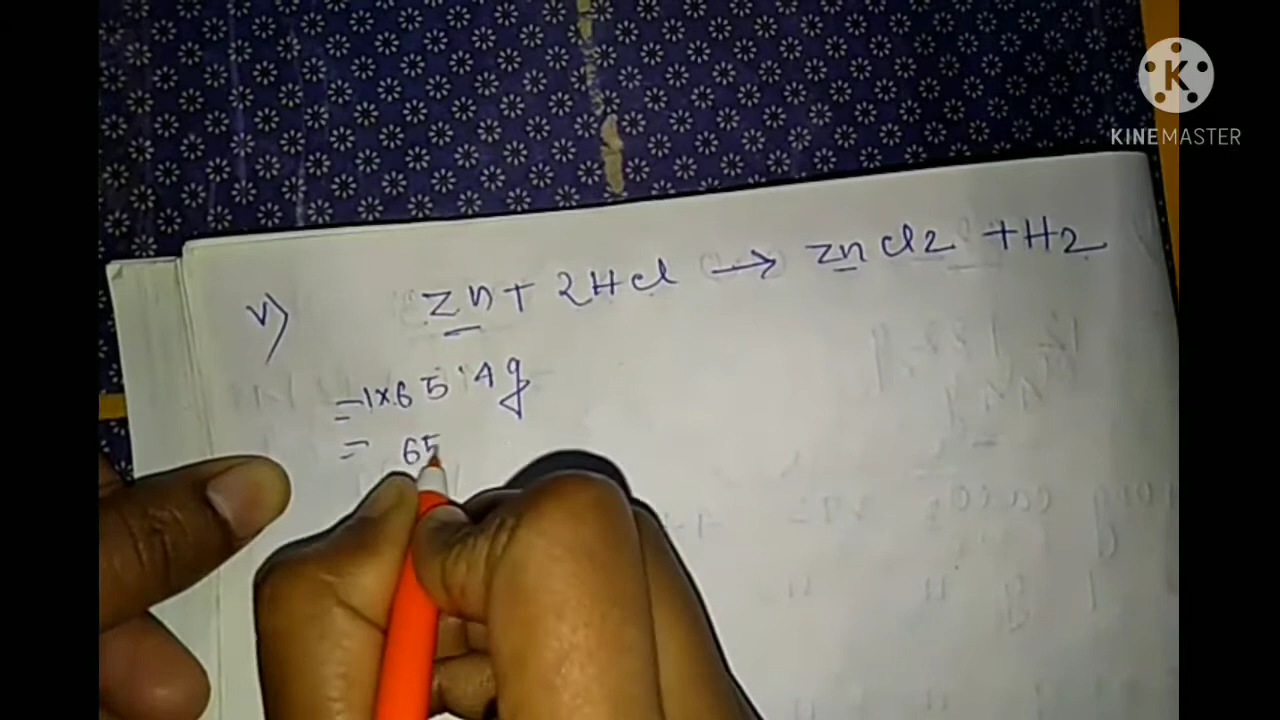 K
KINEMASTER
v) Zn + 2HCl → ZnCl2 + H2
= 1×65.4g
= 65